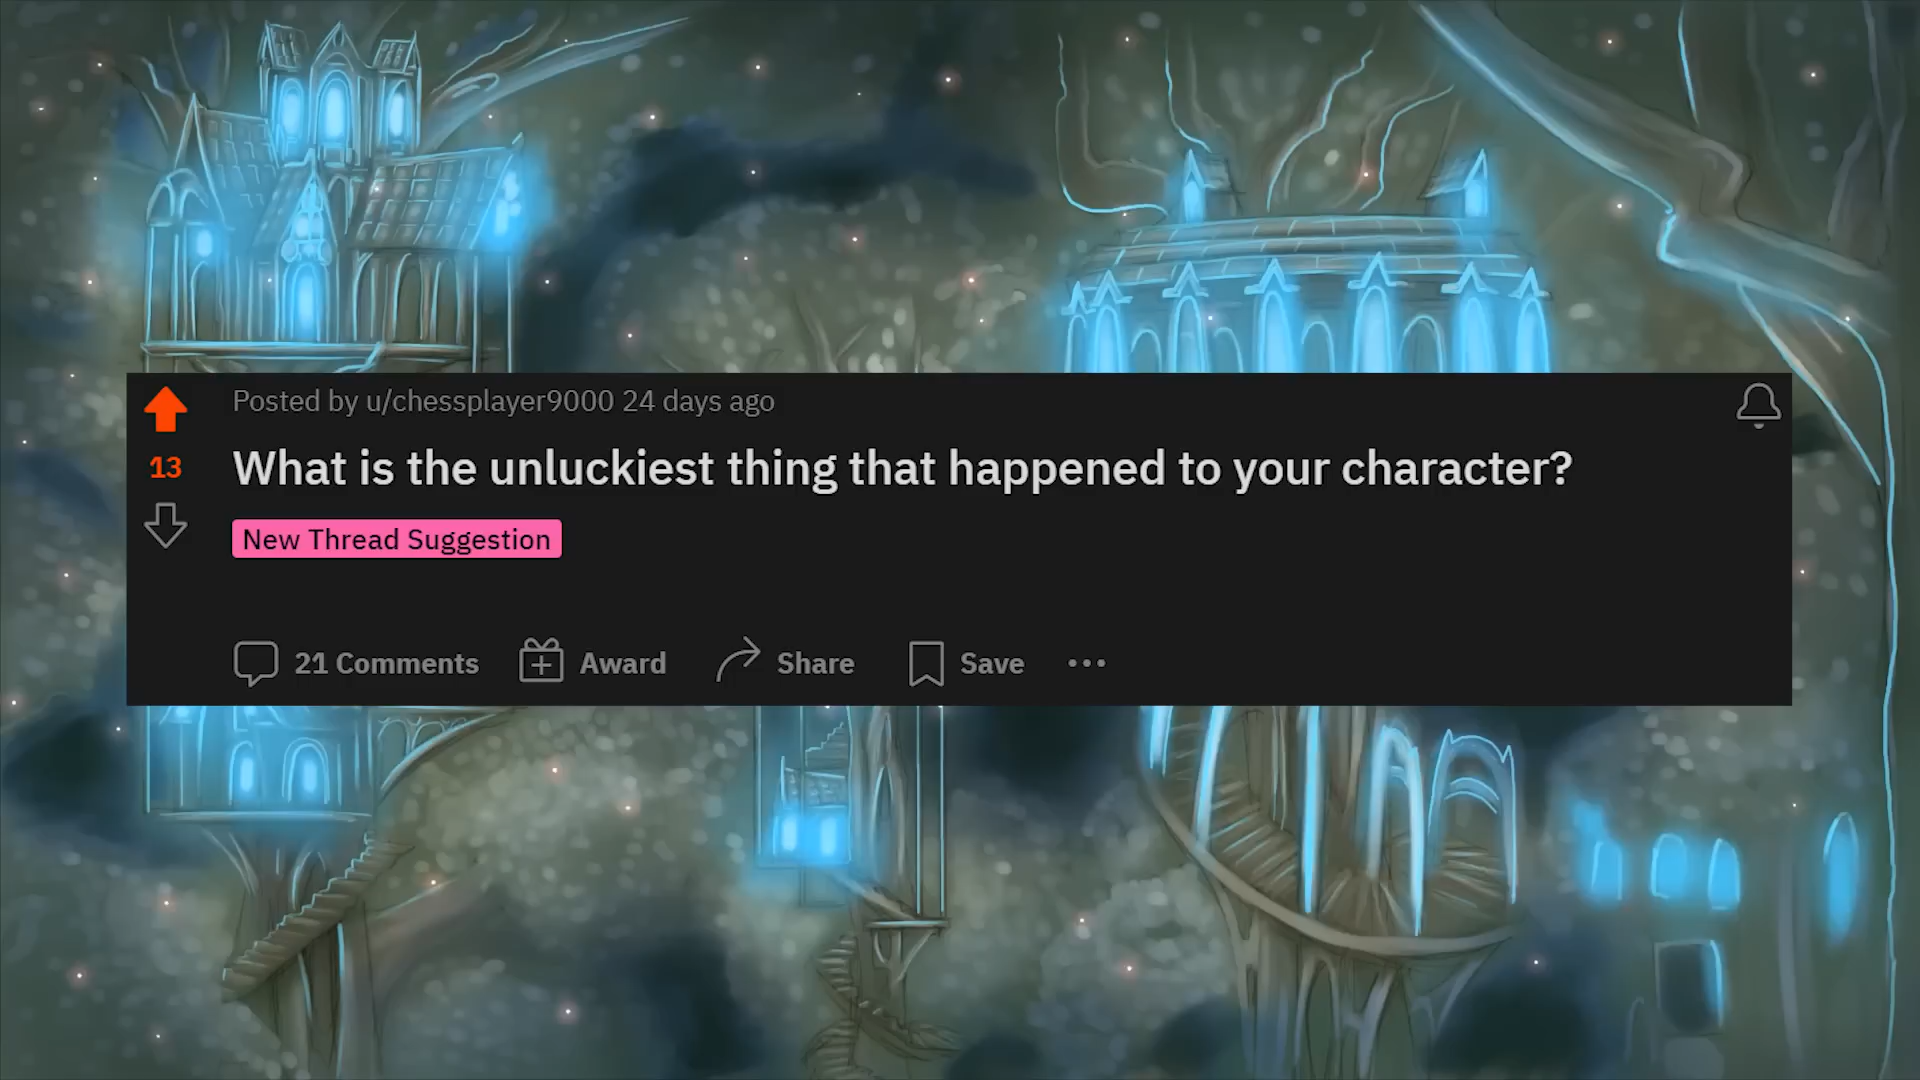 Posted by u/chessplayer9000 24 days ago
13
What is the unluckiest thing that happened to your character?
New Thread Suggestion
21 Comments Award Share Save